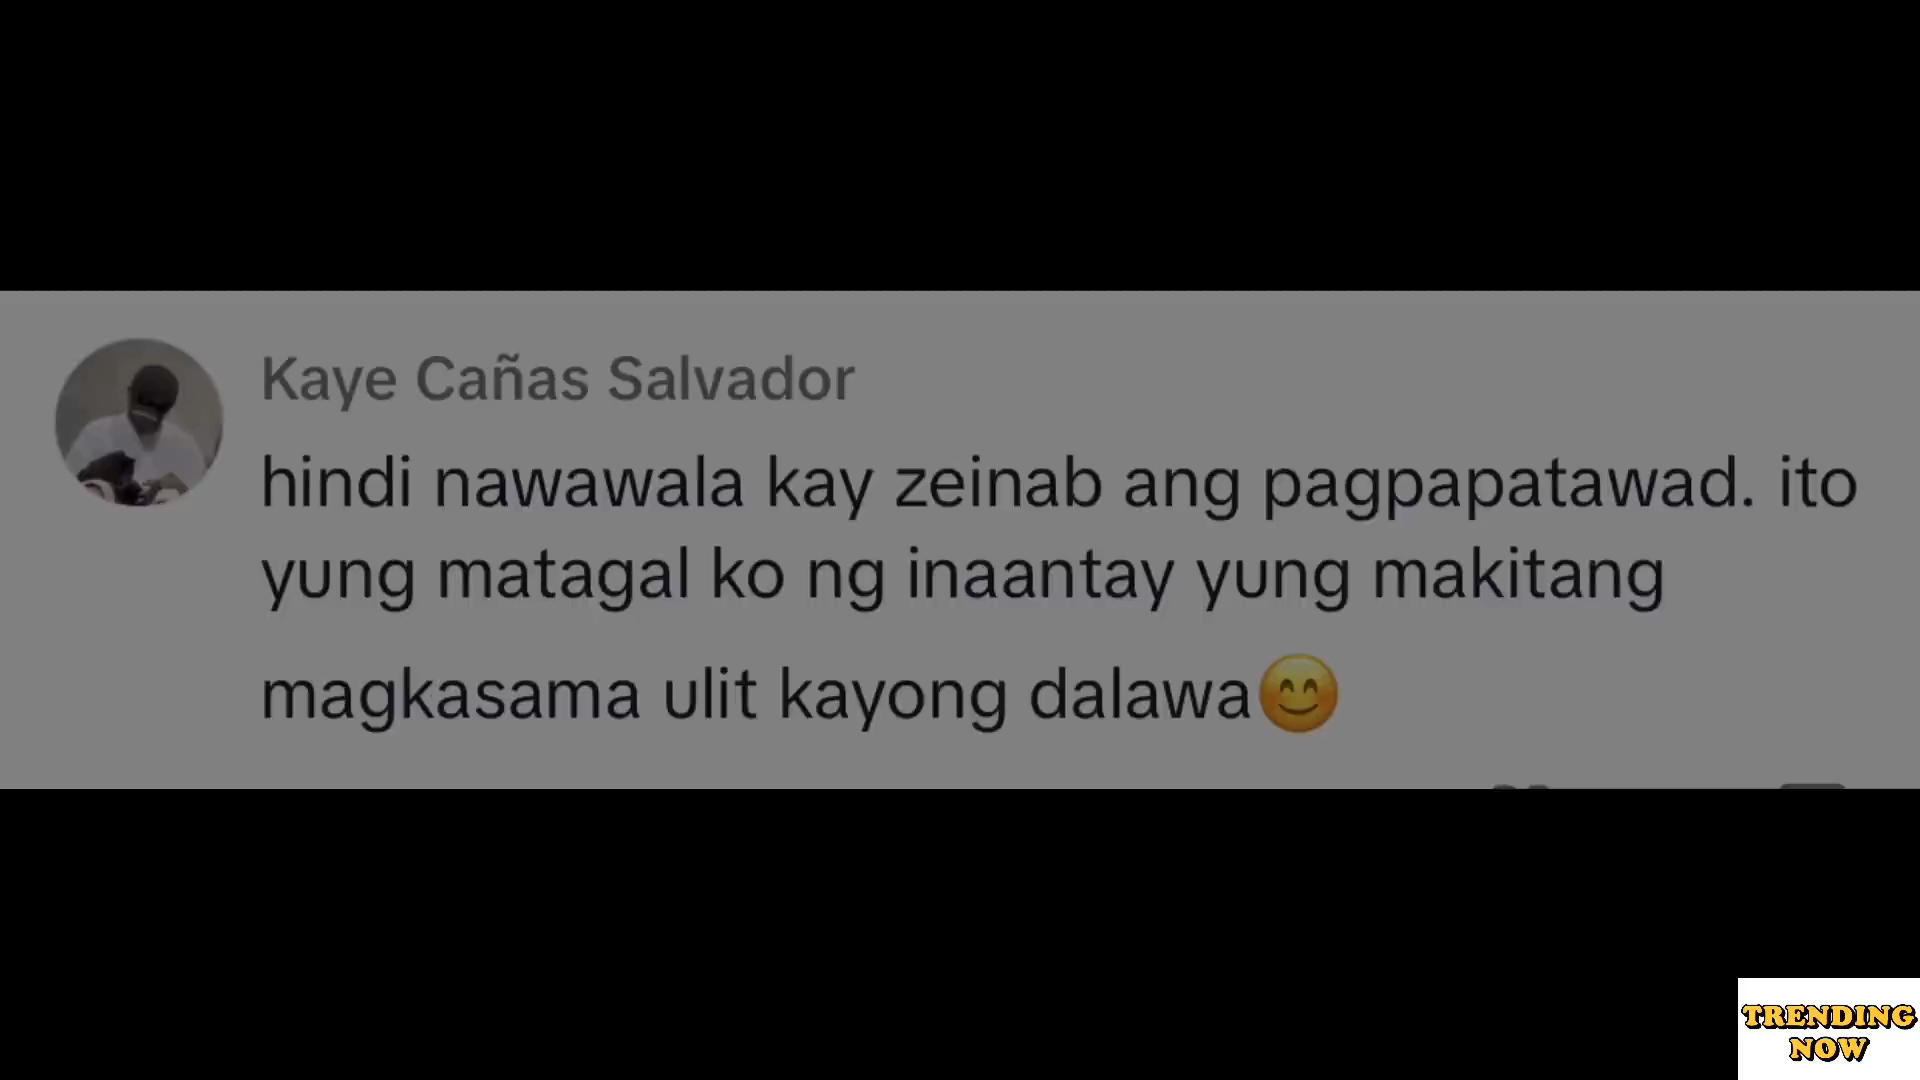 Kaye Cañas Salvador
hindi nawawala kay zeinab ang pagpapatawad. ito
yung matagal ko ng inaantay yung makitang
magkasama ulit kayong dalawa😊
TRENDING
NOW